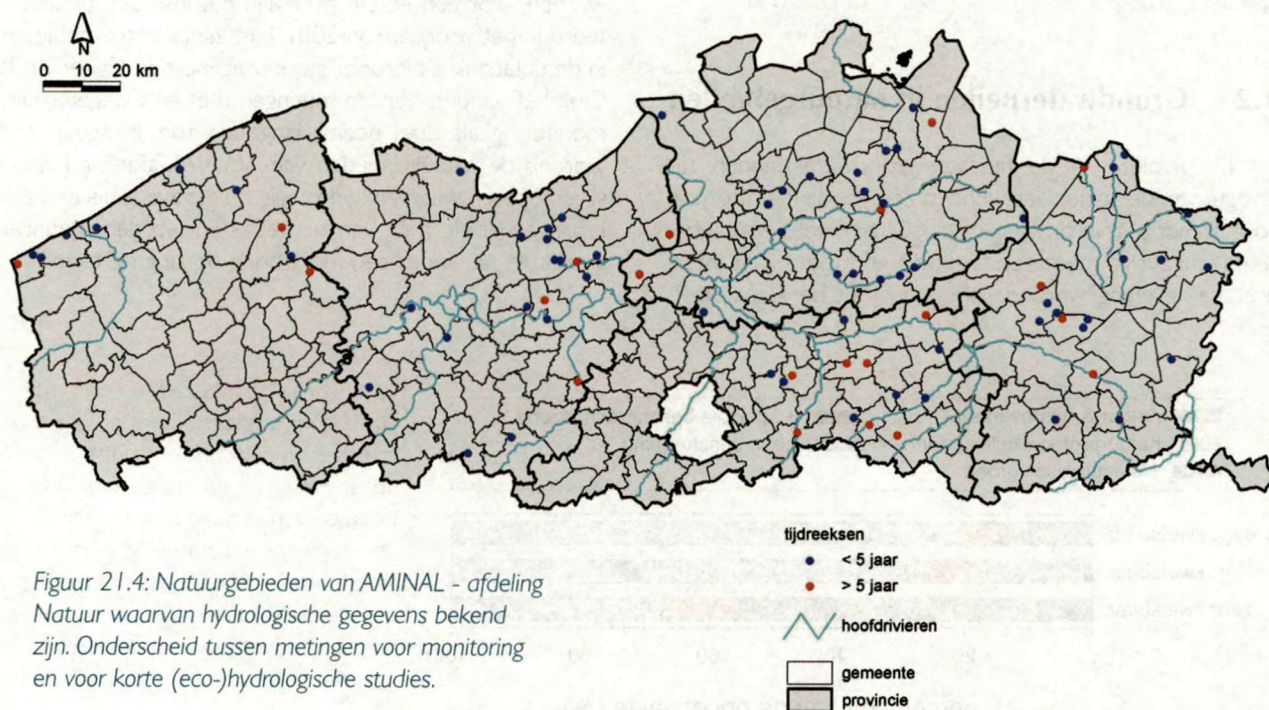 N
0 10 20 km
tijdreeksen
< 5 jaar
> 5 jaar
hoofdrivieren
gemeente
provincie
Figuur 21.4: Natuurgebieden van AMINAL - afdeling
Natuur waarvan hydrologische gegevens bekend
zijn. Onderscheid tussen metingen voor monitoring
en voor korte (eco-)hydrologische studies.